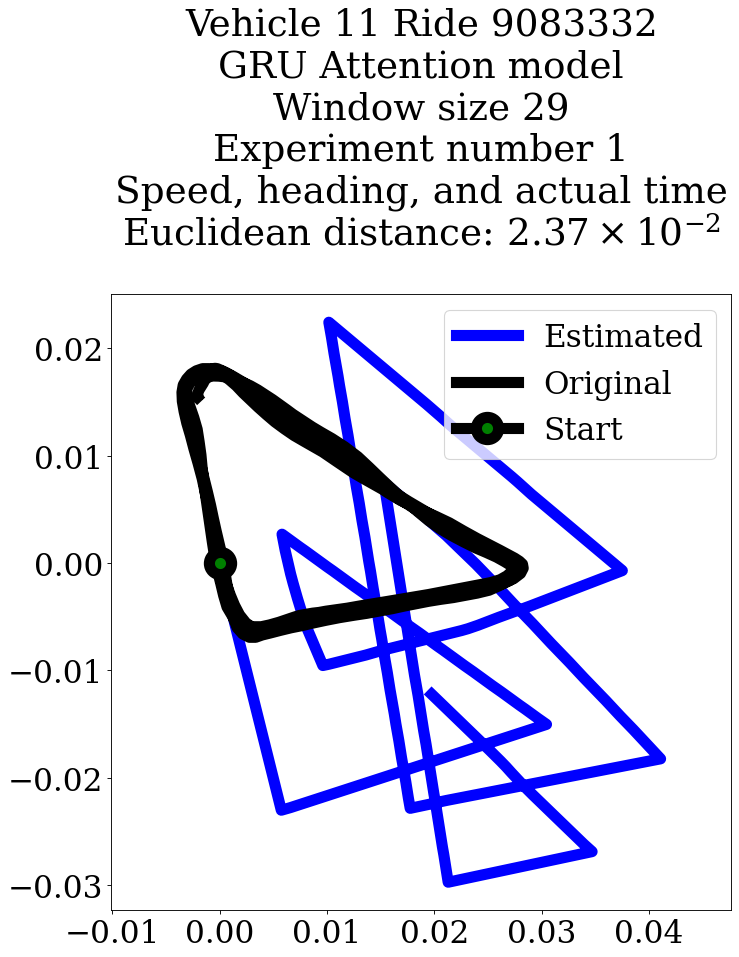 Vehicle 11 Ride 9083332
GRU Attention model
Window size 29
Experiment number 1
Speed, heading, and actual time
Euclidean distance: 2.37 × 10⁻²
Estimated
Original
Start
0.02
0.01
0.00
−0.01
−0.02
−0.03
−0.01 0.00 0.01 0.02 0.03 0.04